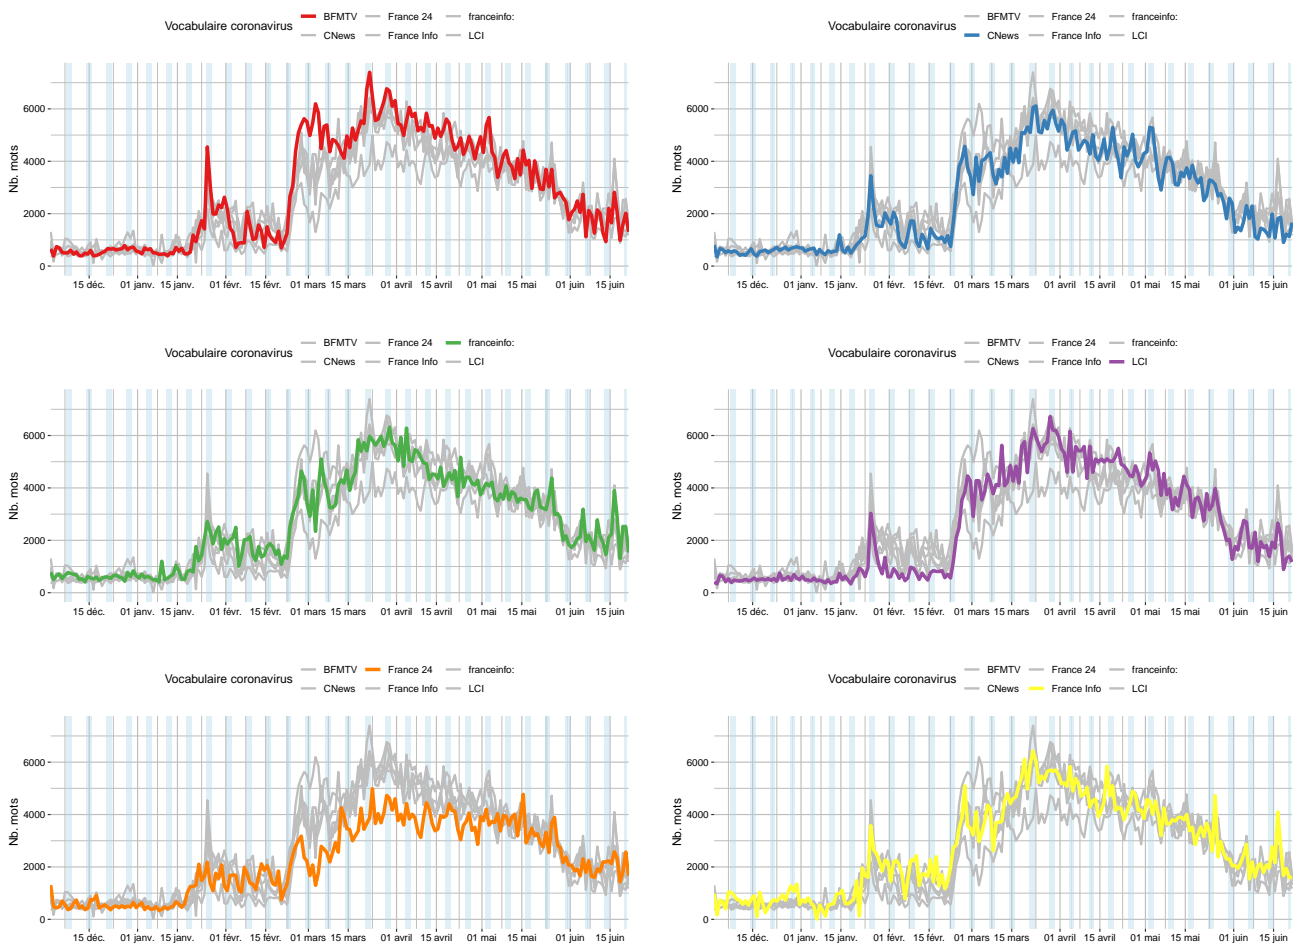 Vocabulaire coronavirus
BFMTV France 24 franceinfo:
CNews France Info LCI
Nb. mots
6000
4000
2000
0
15 déc. 01 janv. 15 janv. 01 févr. 15 févr. 01 mars 15 mars 01 avril 15 avril 01 mai 15 mai 01 juin 15 juin
Vocabulaire coronavirus
BFMTV France 24 franceinfo:
CNews France Info LCI
Nb. mots
6000
4000
2000
0
15 déc. 01 janv. 15 janv. 01 févr. 15 févr. 01 mars 15 mars 01 avril 15 avril 01 mai 15 mai 01 juin 15 juin
Vocabulaire coronavirus
BFMTV France 24 franceinfo:
CNews France Info LCI
Nb. mots
6000
4000
2000
0
15 déc. 01 janv. 15 janv. 01 févr. 15 févr. 01 mars 15 mars 01 avril 15 avril 01 mai 15 mai 01 juin 15 juin
Vocabulaire coronavirus
BFMTV France 24 franceinfo:
CNews France Info LCI
Nb. mots
6000
4000
2000
0
15 déc. 01 janv. 15 janv. 01 févr. 15 févr. 01 mars 15 mars 01 avril 15 avril 01 mai 15 mai 01 juin 15 juin
Vocabulaire coronavirus
BFMTV France 24 franceinfo:
CNews France Info LCI
Nb. mots
6000
4000
2000
0
15 déc. 01 janv. 15 janv. 01 févr. 15 févr. 01 mars 15 mars 01 avril 15 avril 01 mai 15 mai 01 juin 15 juin
Vocabulaire coronavirus
BFMTV France 24 franceinfo:
CNews France Info LCI
Nb. mots
6000
4000
2000
0
15 déc. 01 janv. 15 janv. 01 févr. 15 févr. 01 mars 15 mars 01 avril 15 avril 01 mai 15 mai 01 juin 15 juin